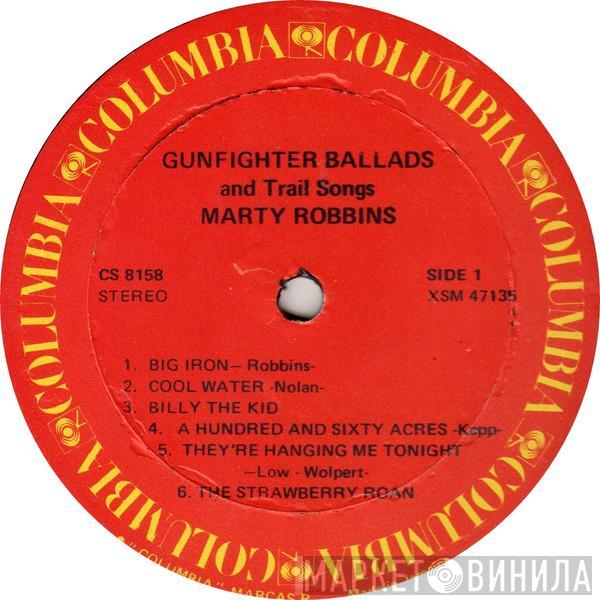 COLUMBIA COLUMBIA COLUMBIA COLUMBIA COLUMBIA COLUMBIA COLUMBIA COLUMBIA
GUNFIGHTER BALLADS
and Trail Songs
MARTY ROBBINS
CS 8158
STEREO
SIDE 1
XSM 47135
1. BIG IRON – Robbins-
2. COOL WATER -Nolan-
3. BILLY THE KID
4. A HUNDRED AND SIXTY ACRES -Kapp-
5. THEY'RE HANGING ME TONIGHT
–Low - Wolpert-
6. THE STRAWBERRY ROAN
"COLUMBIA," MARCAS R
МАРКЕТ ВИНИЛА